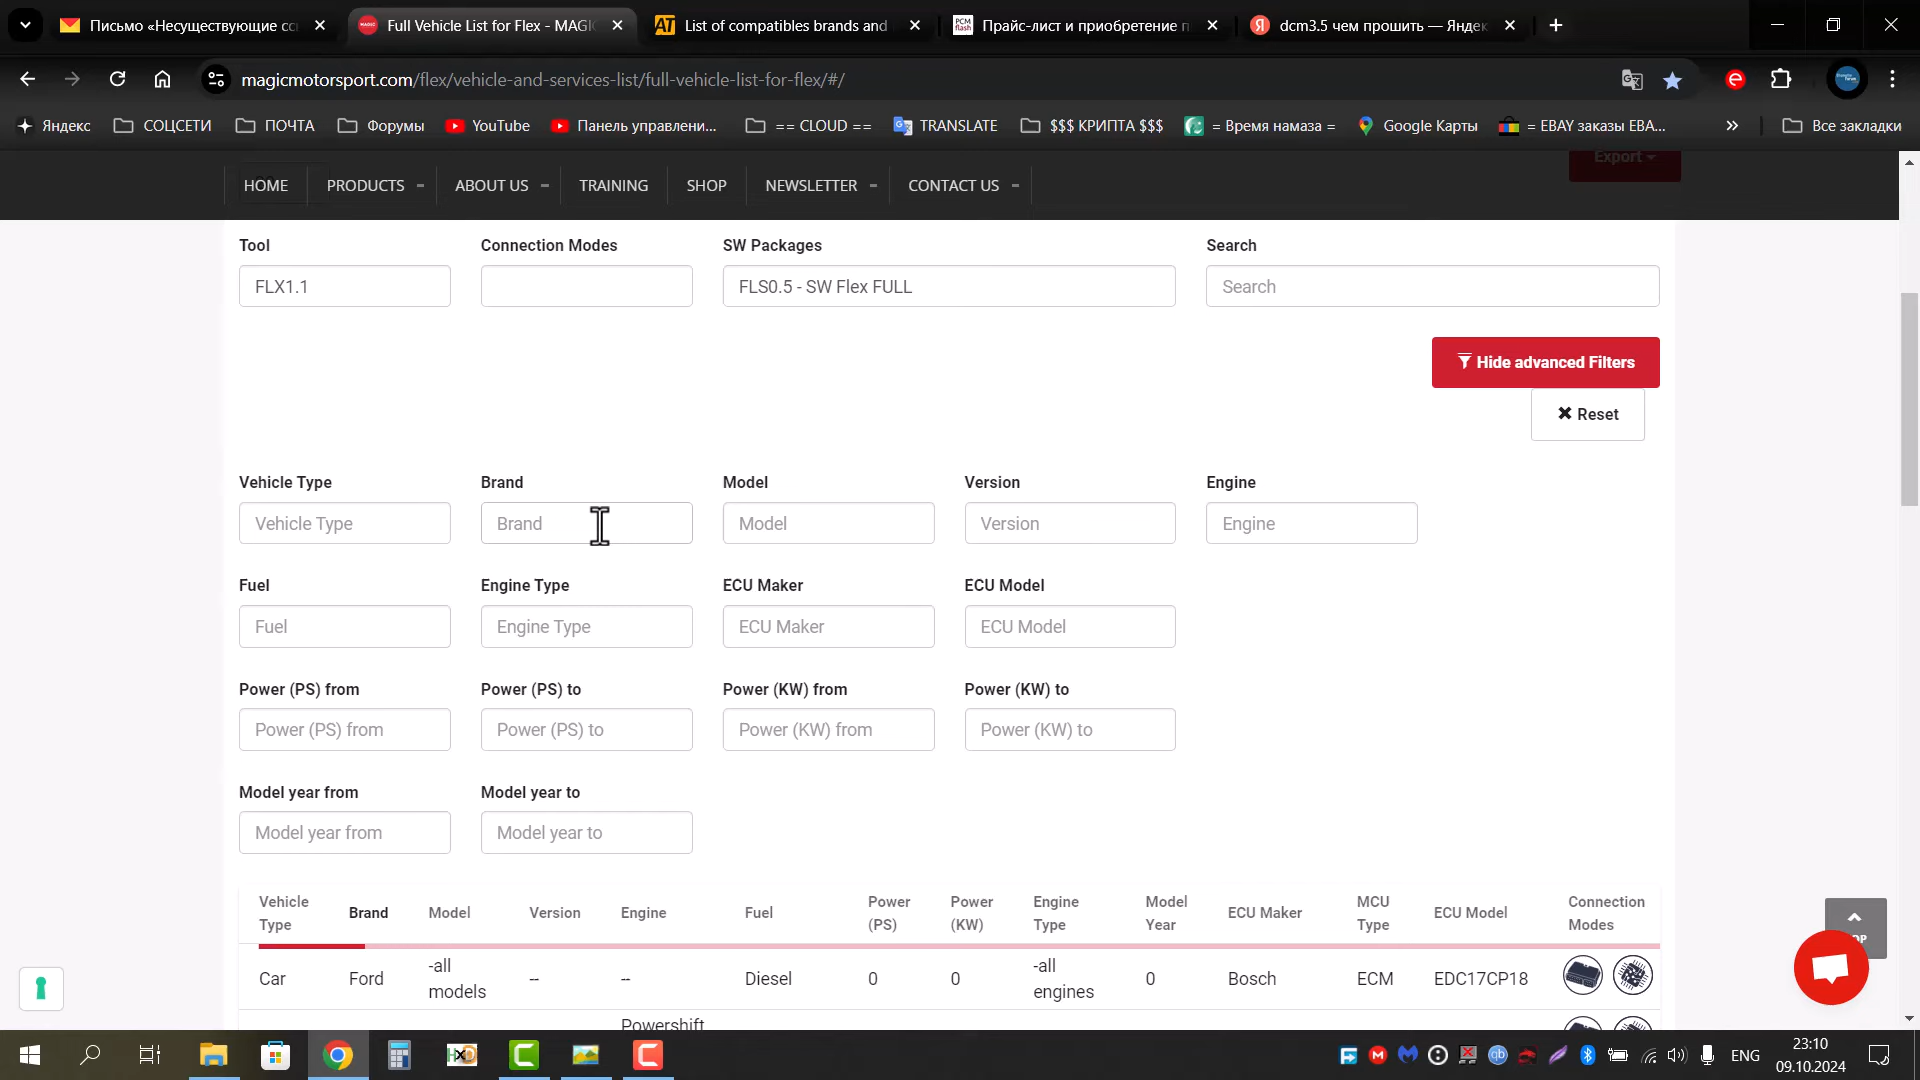 Письмо «Несуществующие ссы
Full Vehicle List for Flex - MAGIC
List of compatibles brands and
Прайс-лист и приобретение п
dcm3.5 чем прошить — Яндек
magicmotorsport.com/flex/vehicle-and-services-list/full-vehicle-list-for-flex/#/
Яндекс
СОЦСЕТИ
ПОЧТА
Форумы
YouTube
Панель управлени...
== CLOUD ==
TRANSLATE
$$$ КРИПТА $$$
= Время намаза =
Google Карты
= EBAY заказы EBA...
Все закладки
Export
HOME
PRODUCTS
ABOUT US
TRAINING
SHOP
NEWSLETTER
CONTACT US
Tool
Connection Modes
SW Packages
Search
FLX1.1
FLS0.5 - SW Flex FULL
Search
Hide advanced Filters
Reset
Vehicle Type
Brand
Model
Version
Engine
Vehicle Type
Brand
Model
Version
Engine
Fuel
Engine Type
ECU Maker
ECU Model
Fuel
Engine Type
ECU Maker
ECU Model
Power (PS) from
Power (PS) to
Power (KW) from
Power (KW) to
Power (PS) from
Power (PS) to
Power (KW) from
Power (KW) to
Model year from
Model year to
Model year from
Model year to
Vehicle Type
Brand
Model
Version
Engine
Fuel
Power (PS)
Power (KW)
Engine Type
Model Year
ECU Maker
MCU Type
ECU Model
Connection Modes
Car
Ford
-all models
--
--
Diesel
0
0
-all engines
0
Bosch
ECM
EDC17CP18
Powershift
ENG
23:10
09.10.2024